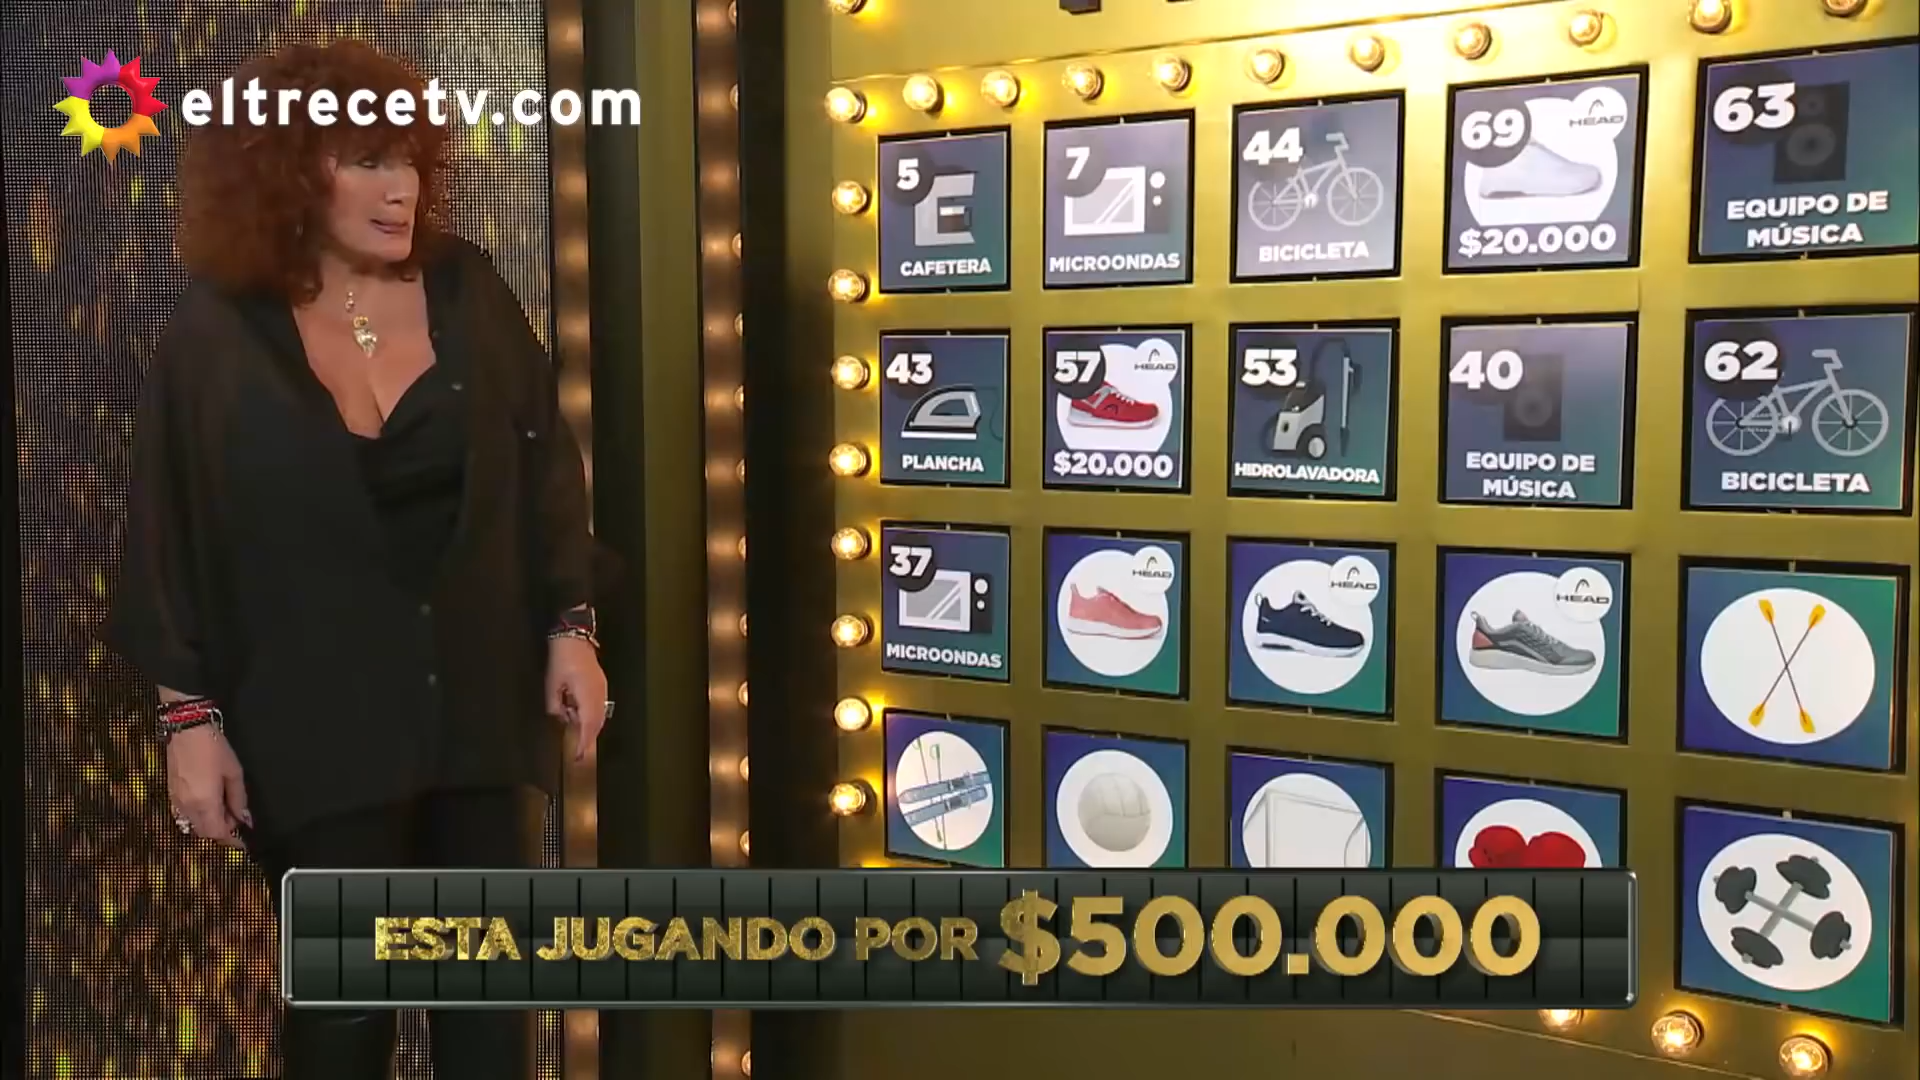 eltrecetv.com
5
CAFETERA
7
MICROONDAS
44
BICICLETA
69
HEAD
$20.000
63
EQUIPO DE
MÚSICA
43
PLANCHA
57
HEAD
$20.000
53
HIDROLAVADORA
40
EQUIPO DE
MÚSICA
62
BICICLETA
37
MICROONDAS
HEAD
HEAD
HEAD
ESTA JUGANDO POR $500.000